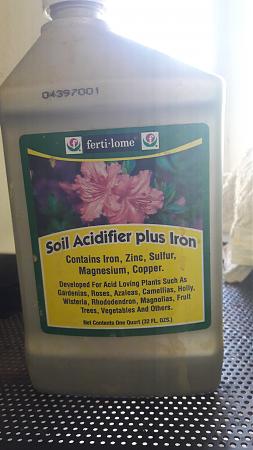 04397001
ferti·lome®
Soil Acidifier plus Iron
Contains Iron, Zinc, Sulfur,
Magnesium, Copper.
Developed For Acid Loving Plants Such As
Gardenias, Roses, Azaleas, Camellias, Holly,
Wisteria, Rhododendron, Magnolias, Fruit
Trees, Vegetables And Others.
Net Contents One Quart (32 FL. OZS.)